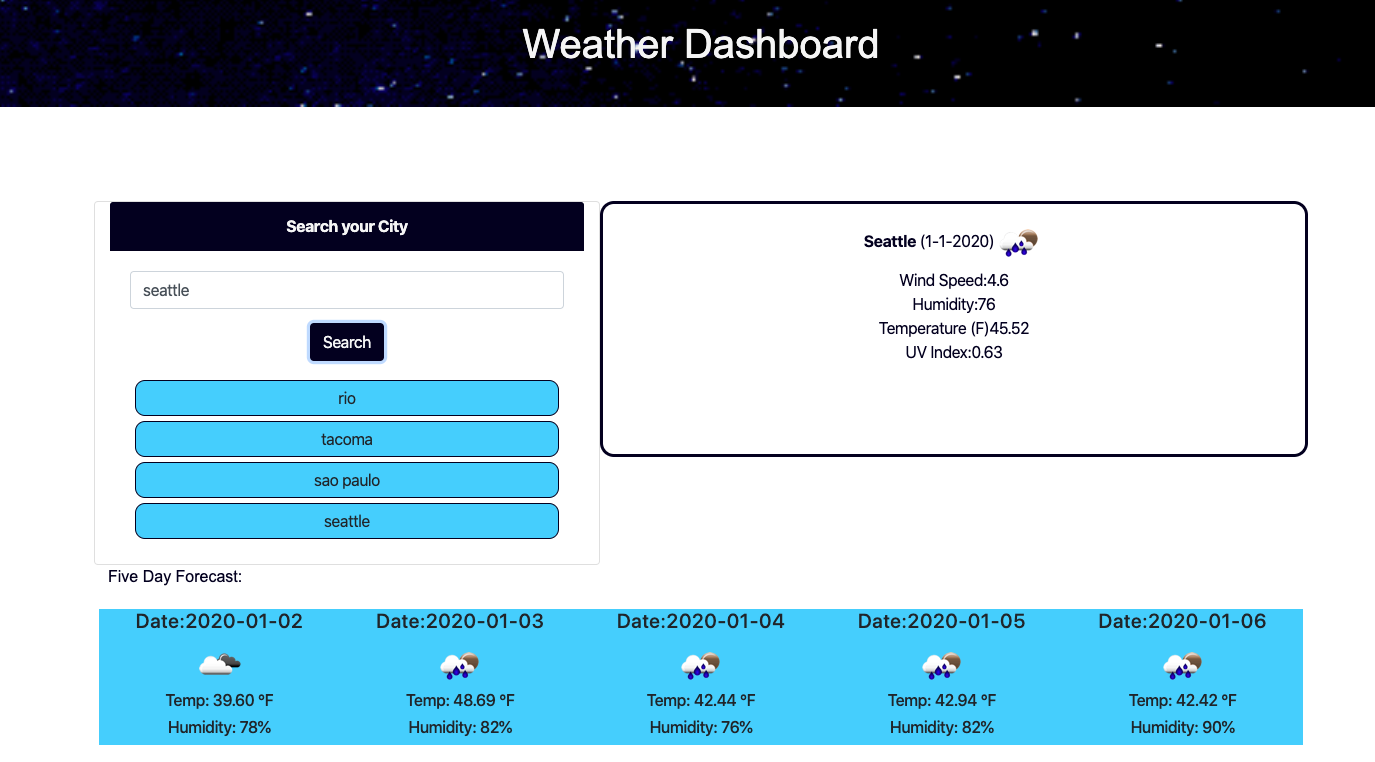 Weather Dashboard
Search your City
seattle
Search
rio
tacoma
sao paulo
seattle
Seattle (1-1-2020)
Wind Speed:4.6
Humidity:76
Temperature (F)45.52
UV Index:0.63
Five Day Forecast:
Date:2020-01-02
Temp: 39.60 °F
Humidity: 78%
Date:2020-01-03
Temp: 48.69 °F
Humidity: 82%
Date:2020-01-04
Temp: 42.44 °F
Humidity: 76%
Date:2020-01-05
Temp: 42.94 °F
Humidity: 82%
Date:2020-01-06
Temp: 42.42 °F
Humidity: 90%